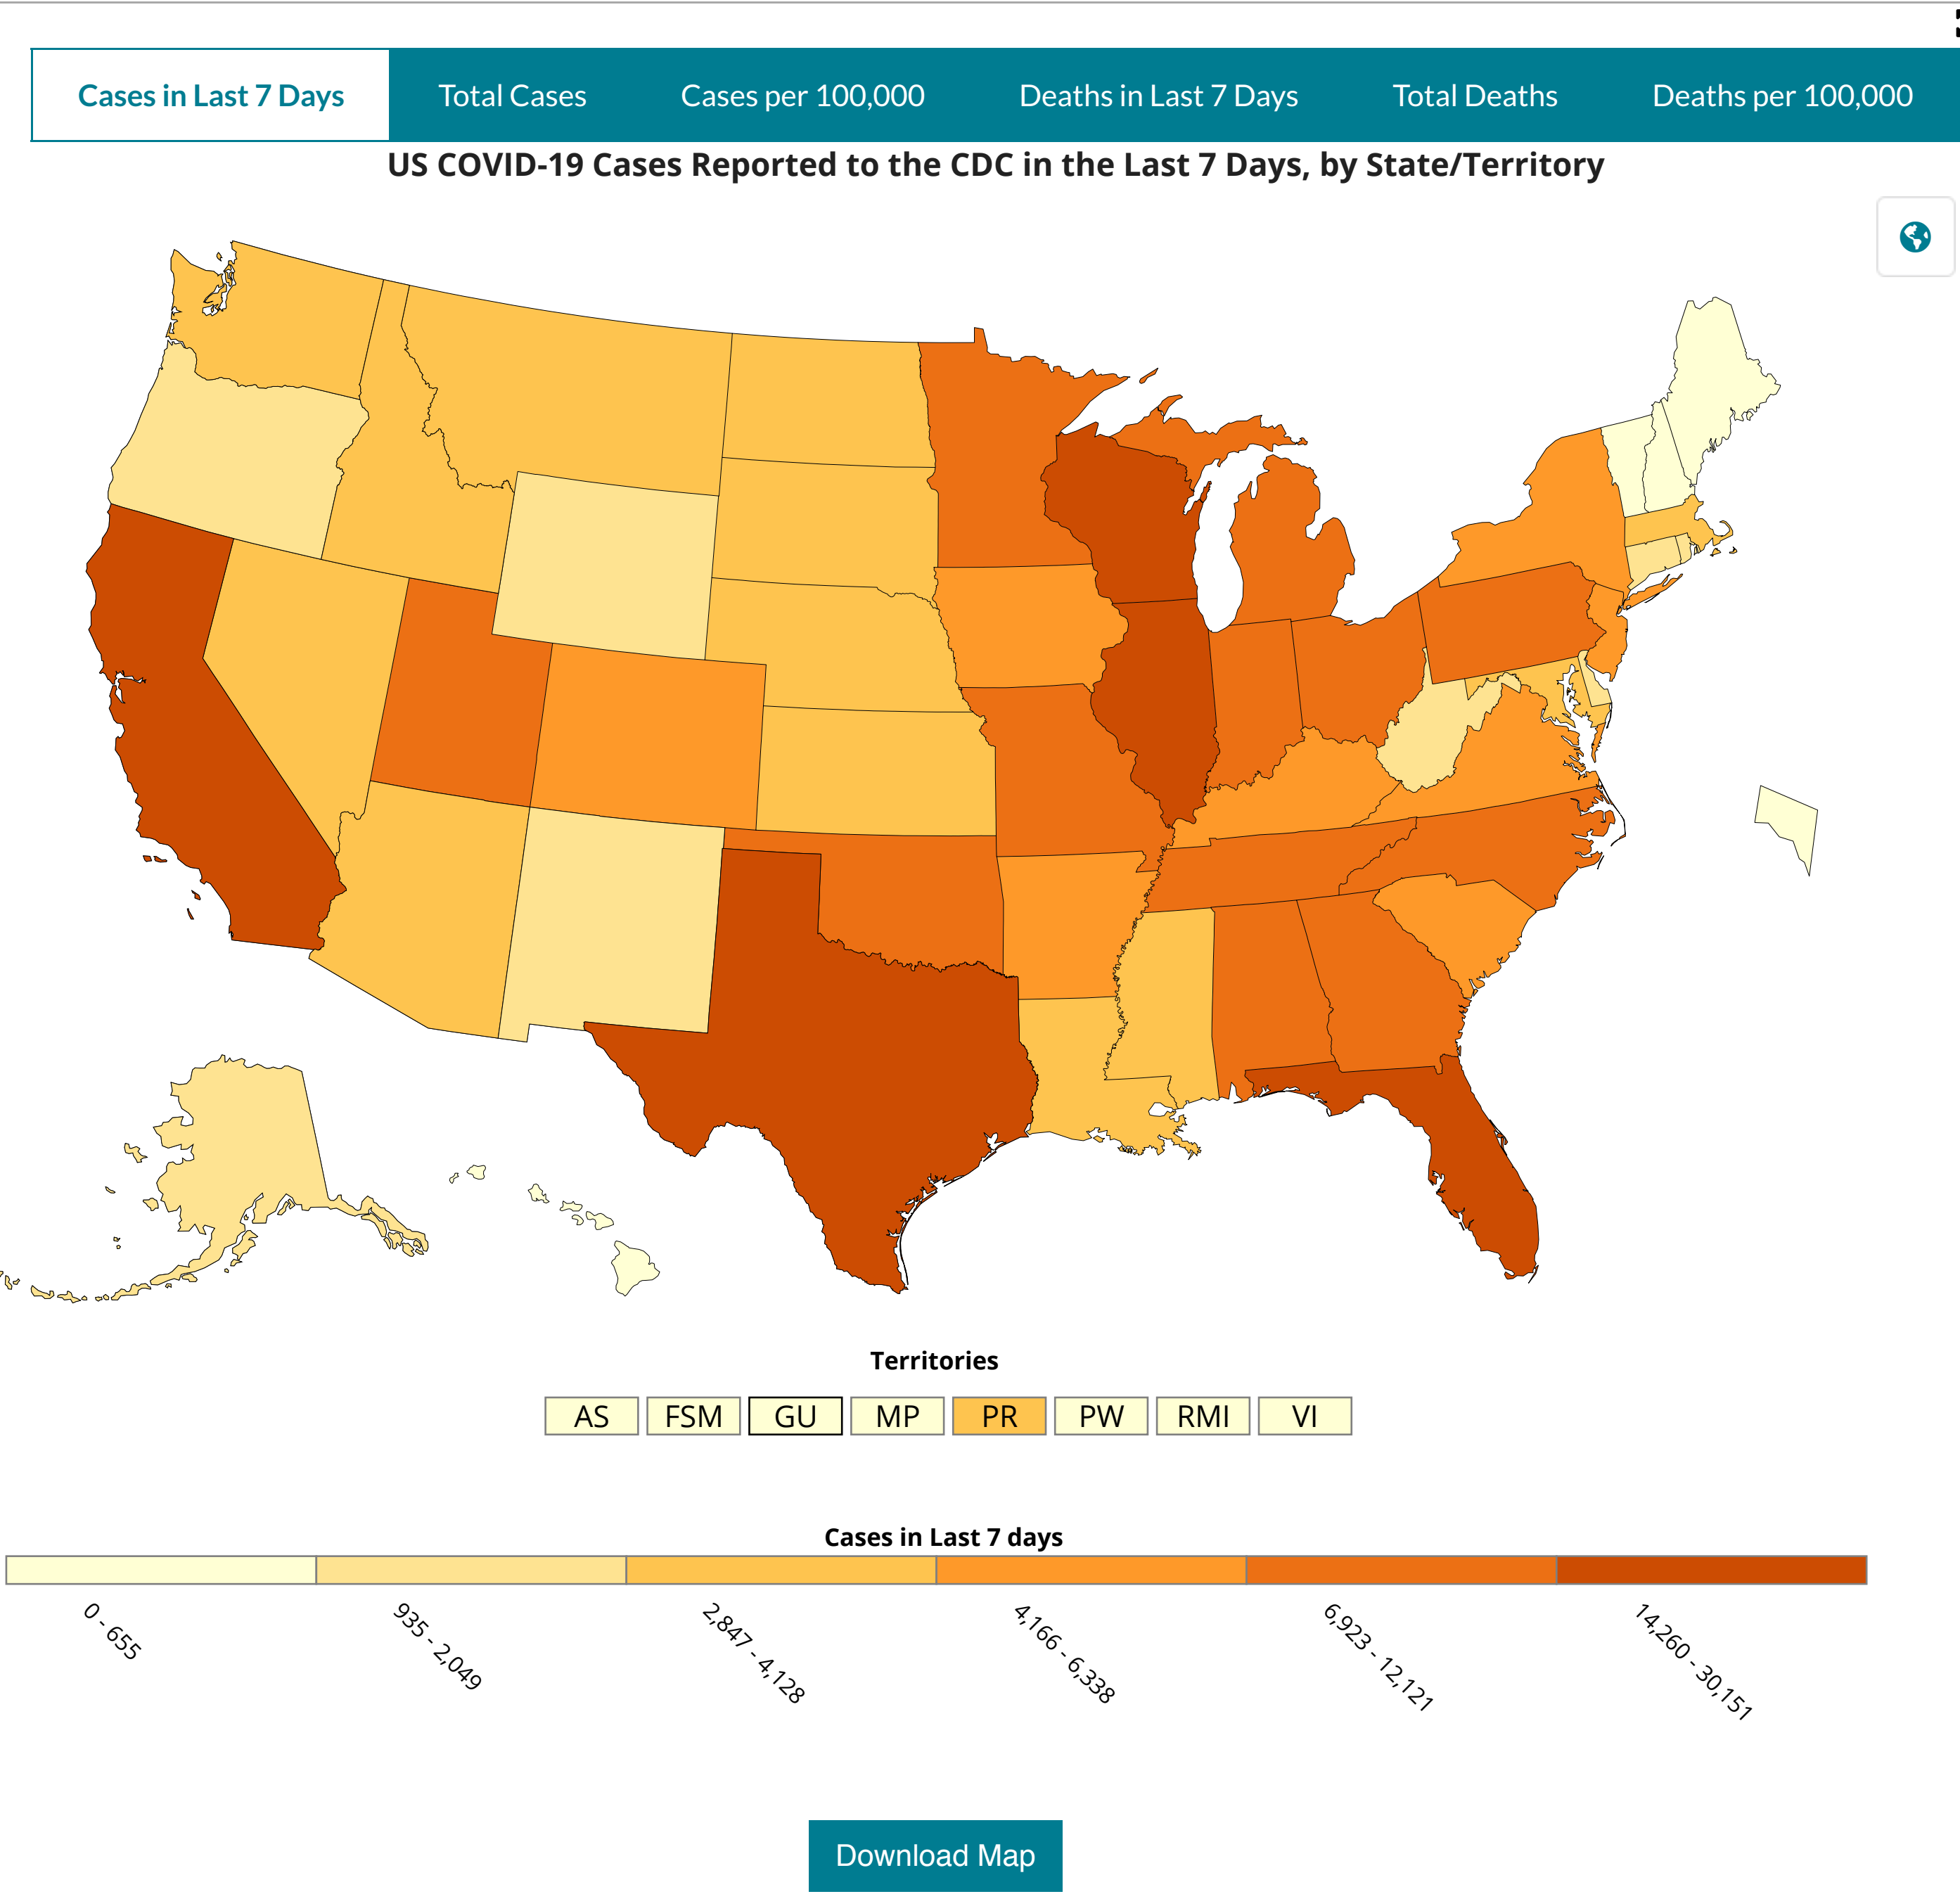 Cases in Last 7 Days Total Cases Cases per 100,000 Deaths in Last 7 Days Total Deaths Deaths per 100,000
US COVID-19 Cases Reported to the CDC in the Last 7 Days, by State/Territory
Territories
AS FSM GU MP PR PW RMI VI
Cases in Last 7 days
0 - 655
935 - 2,049
2,847 - 4,128
4,166 - 6,338
6,923 - 12,121
14,260 - 30,151
Download Map